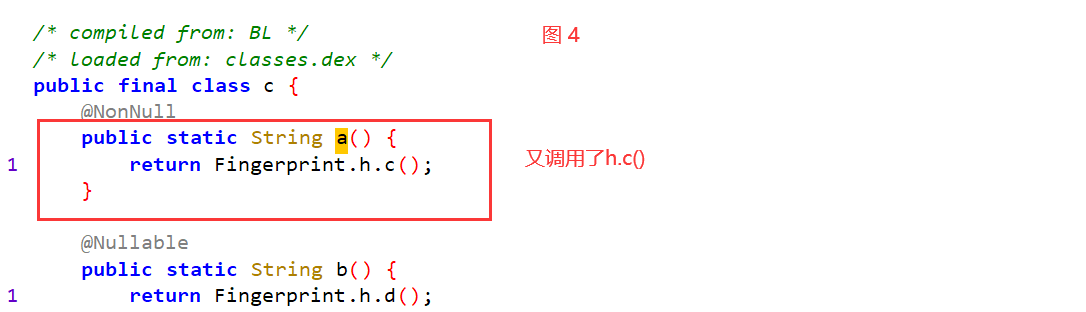 /* compiled from: BL */
图 4
/* loaded from: classes.dex */
public final class c {
@NonNull
public static String a() {
1 return Fingerprint.h.c();
又调用了h.c()
}
@Nullable
public static String b() {
1 return Fingerprint.h.d();